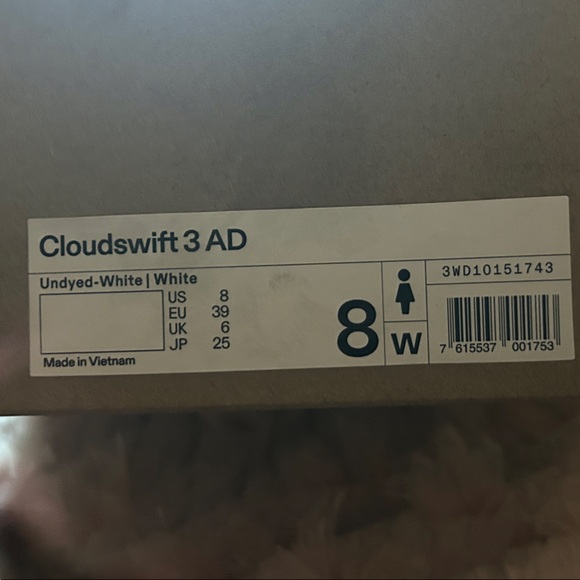 Cloudswift 3 AD
Undyed-White | White
US 8
EU 39
UK 6
JP 25
Made in Vietnam
8
W
3WD10151743
7 615537 001753